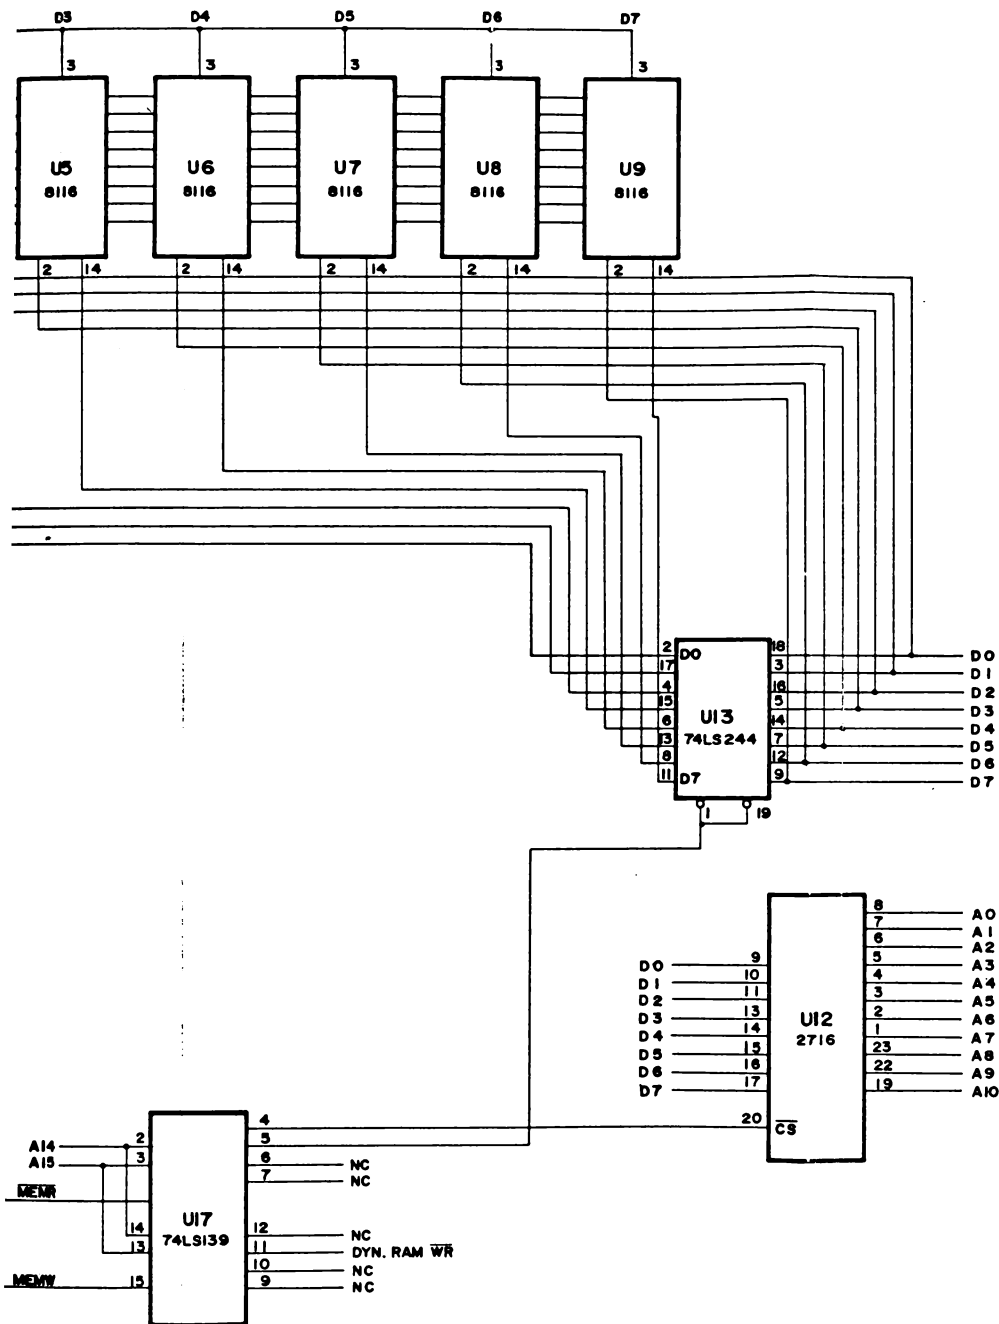 D3 D4 D5 D6 D7
3 3 3 3 3
U5 U6 U7 U8 U9
8116 8116 8116 8116 8116
2 14 2 14 2 14 2 14 2 14
2 D0 18 D0
17 3 D1
4 16 D2
15 5 D3
U13
6 14 D4
74LS244
13 7 D5
8 12 D6
11 D7 9 D7
1 19
8 A0
7 A1
6 A2
D0 9 5 A3
D1 10 4 A4
D2 11 3 A5
D3 13 U12 2 A6
D4 14 2716 1 A7
D5 15 23 A8
D6 16 22 A9
D7 17 19 A10
20 CS
4
A14 2 5
A15 3 6 NC
7 NC
MEMR
U17
14 12 NC
74LS139
13 11 DYN. RAM WR
10 NC
MEMW 15 9 NC